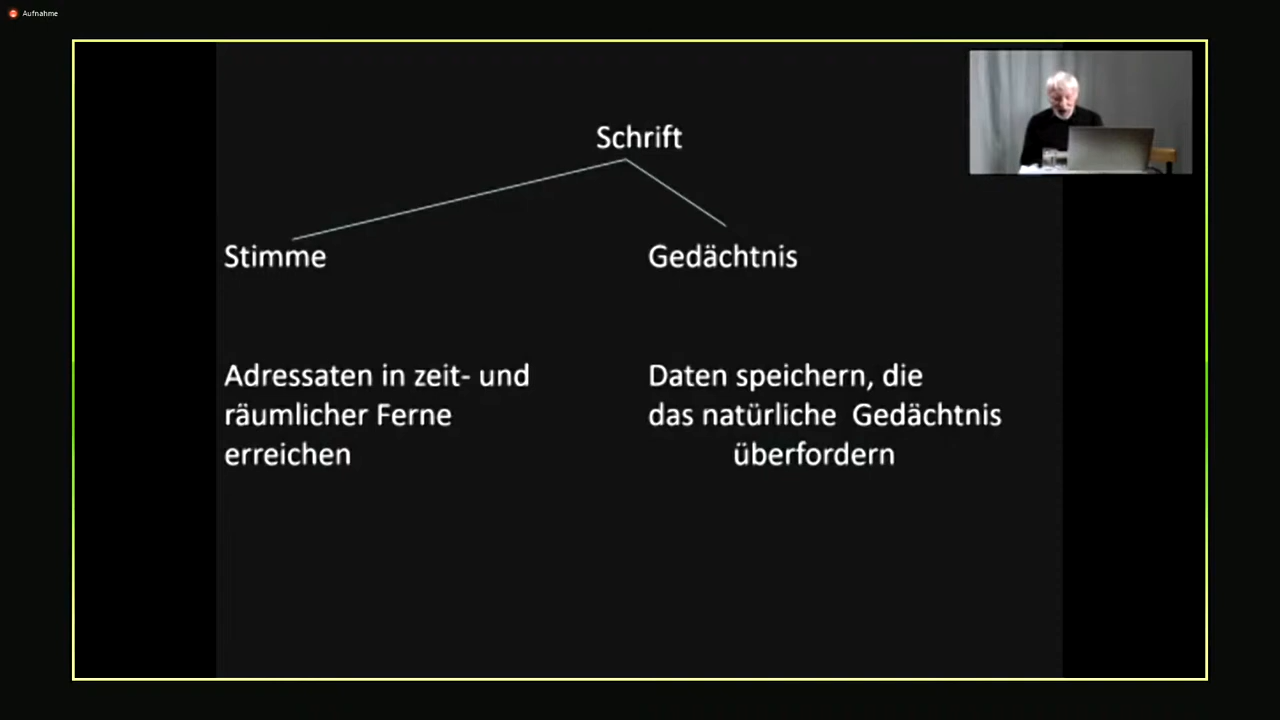 Aufnahme
Schrift
Stimme
Gedächtnis
Adressaten in zeit- und
räumlicher Ferne
erreichen
Daten speichern, die
das natürliche Gedächtnis
überfordern